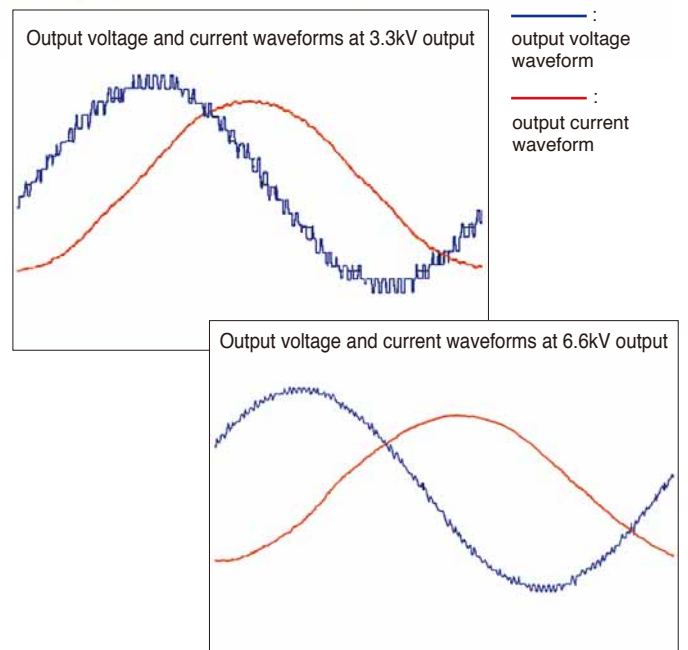 Output voltage and current waveforms at 3.3kV output
:
output voltage
waveform
:
output current
waveform
Output voltage and current waveforms at 6.6kV output